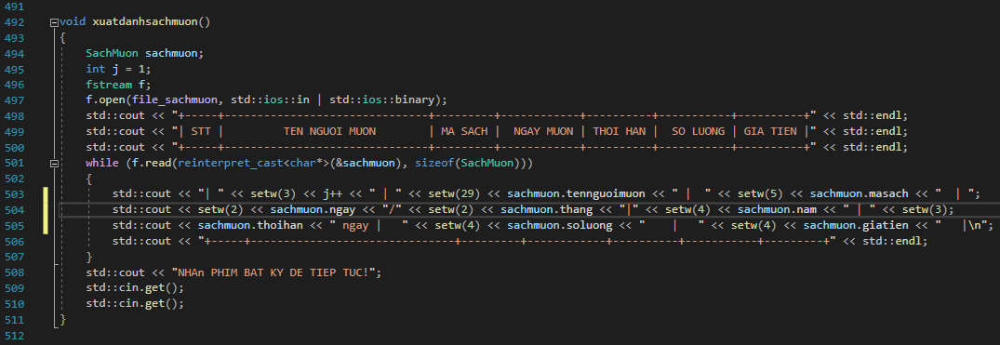 491
492 void xuatdanhsachmuon()
493 {
494 SachMuon sachmuon;
495 int j = 1;
496 fstream f;
497 f.open(file_sachmuon, std::ios::in | std::ios::binary);
498 std::cout << "+-----+-------------------------------+---------+------------+----------+-----------+----------+" << std::endl;
499 std::cout << "| STT |         TEN NGUOI MUON        | MA SACH |  NGAY MUON | THOI HAN |  SO LUONG | GIA TIEN |" << std::endl;
500 std::cout << "+-----+-------------------------------+---------+------------+----------+-----------+----------+" << std::endl;
501 while (f.read(reinterpret_cast<char*>(&sachmuon), sizeof(SachMuon)))
502 {
503 std::cout << "| " << setw(3) << j++ << " | " << setw(29) << sachmuon.tennguoimuon << " |  " << setw(5) << sachmuon.masach << "  | ";
504 std::cout << setw(2) << sachmuon.ngay << "/" << setw(2) << sachmuon.thang << "|" << setw(4) << sachmuon.nam << " | " << setw(3);
505 std::cout << sachmuon.thoihan << " ngay |   " << setw(4) << sachmuon.soluong << "    |   " << setw(4) << sachmuon.giatien << "   |\n";
506 std::cout << "+-----+-------------------------------+---------+------------+----------+-----------+---------+" << std::endl;
507 }
508 std::cout << "NHAn PHIM BAT KY DE TIEP TUC!";
509 std::cin.get();
510 std::cin.get();
511 }
512